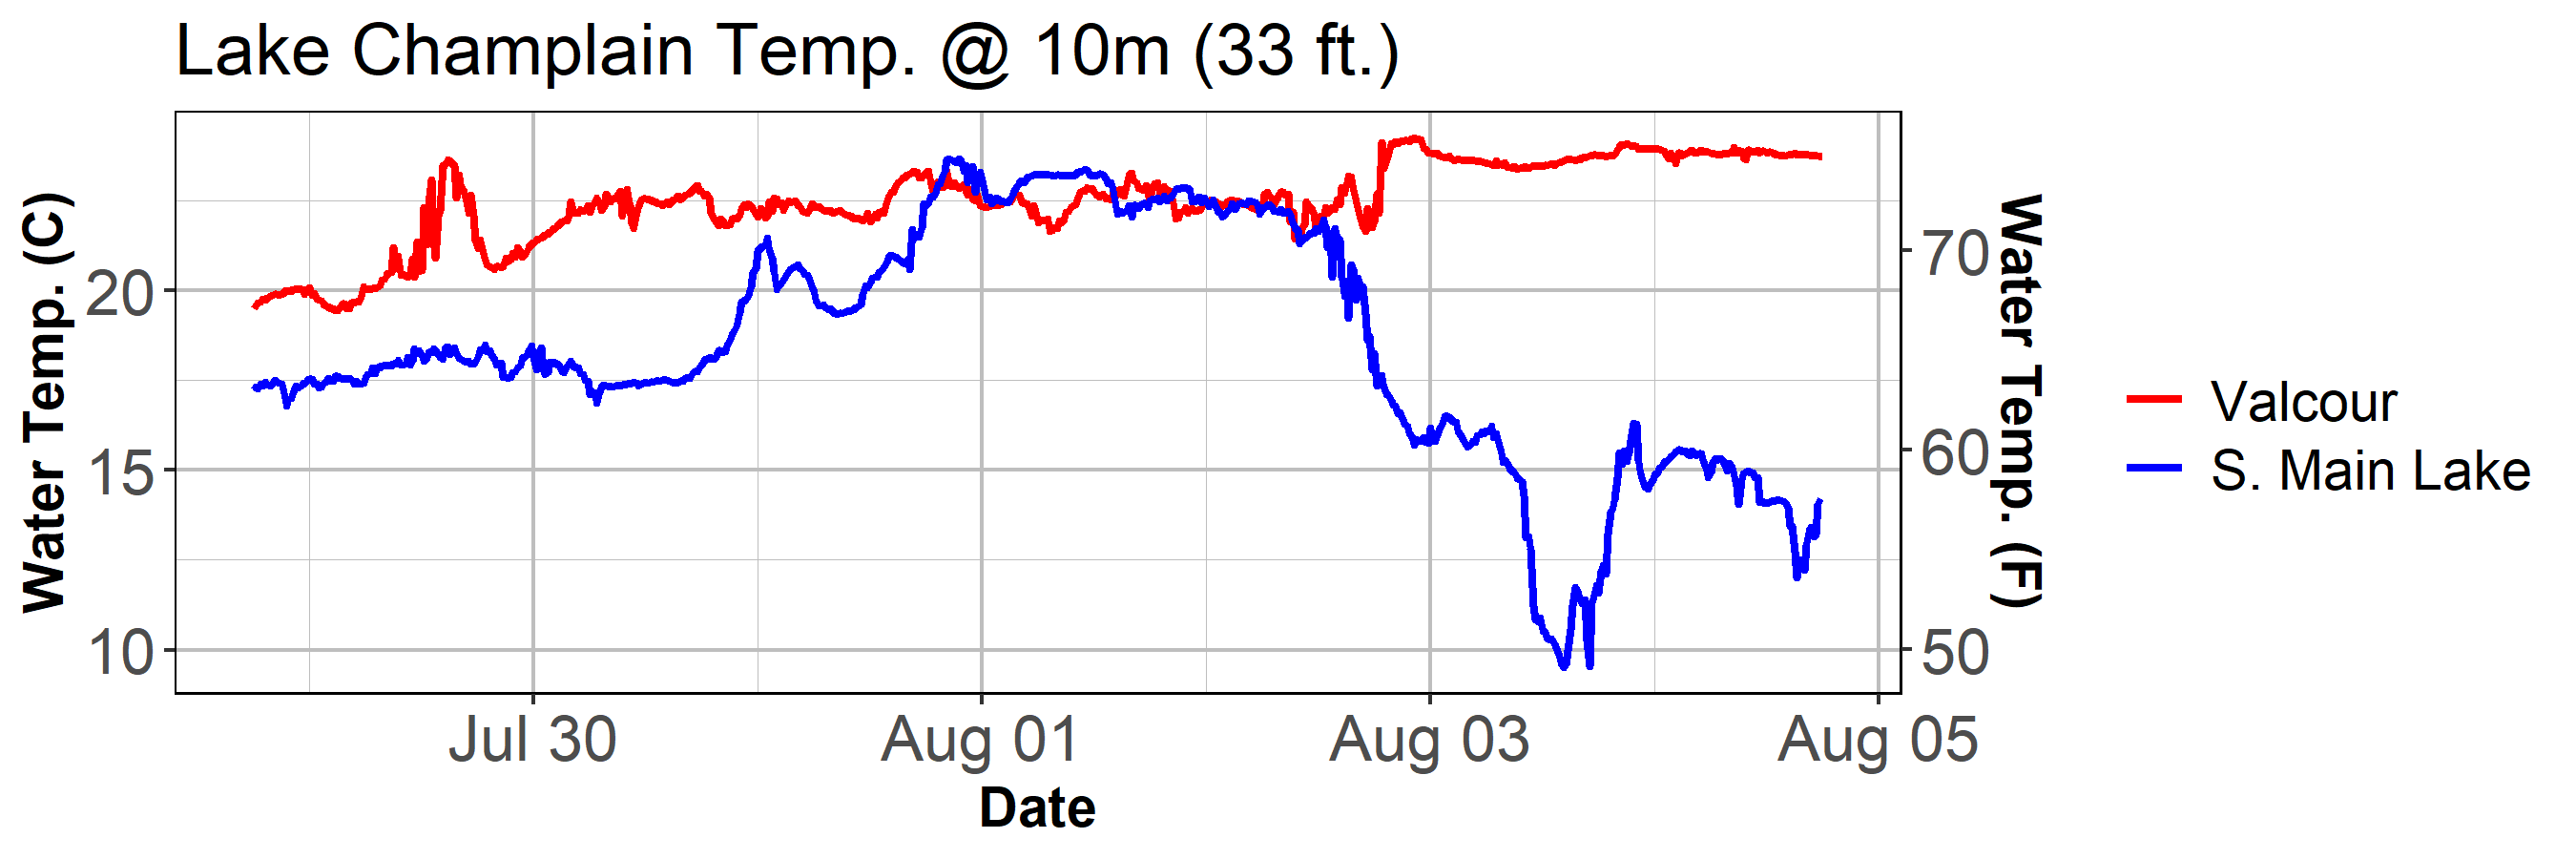 Lake Champlain Temp. @ 10m (33 ft.)
Water Temp. (C)
20
15
10
Water Temp. (F)
70
60
50
Jul 30
Aug 01
Aug 03
Aug 05
Date
Valcour
S. Main Lake